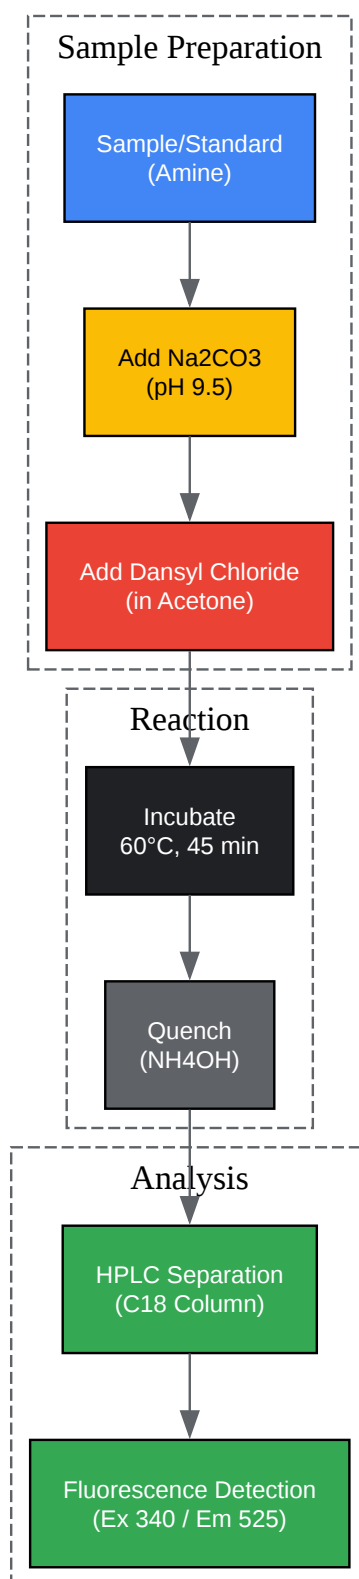 Sample Preparation
Sample/Standard
(Amine)
Add Na2CO3
(pH 9.5)
Add Dansyl Chloride
(in Acetone)
Reaction
Incubate
60°C, 45 min
Quench
(NH4OH)
Analysis
HPLC Separation
(C18 Column)
Fluorescence Detection
(Ex 340 / Em 525)